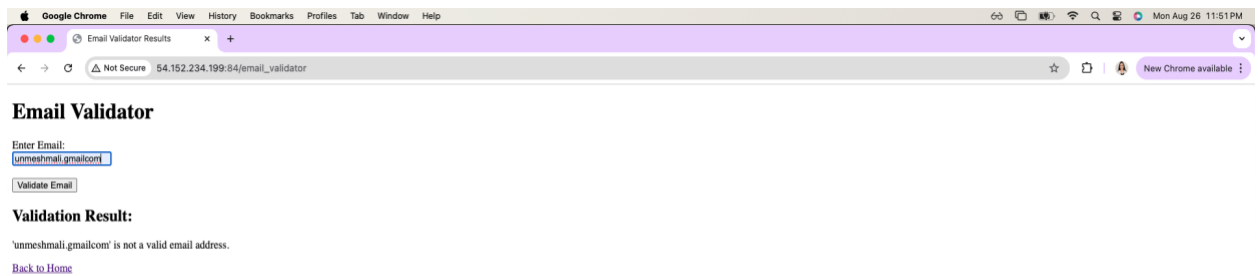 Google Chrome File Edit View History Bookmarks Profiles Tab Window Help Mon Aug 26 11:51 PM
Email Validator Results
Not Secure 54.152.234.199:84/email_validator New Chrome available
Email Validator
Enter Email:
unmeshmali.gmailcom
Validate Email
Validation Result:
'unmeshmali.gmailcom' is not a valid email address.
Back to Home